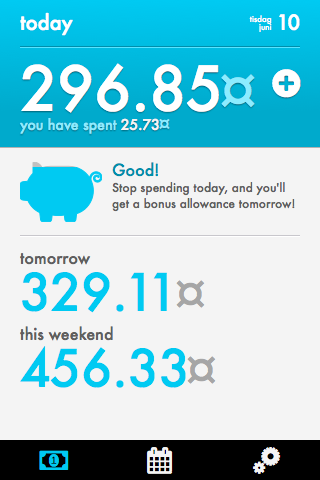 today
tisdag
juni 10
296.85¤
you have spent 25.73¤
Good!
Stop spending today, and you'll
get a bonus allowance tomorrow!
tomorrow
329.11¤
this weekend
456.33¤
1